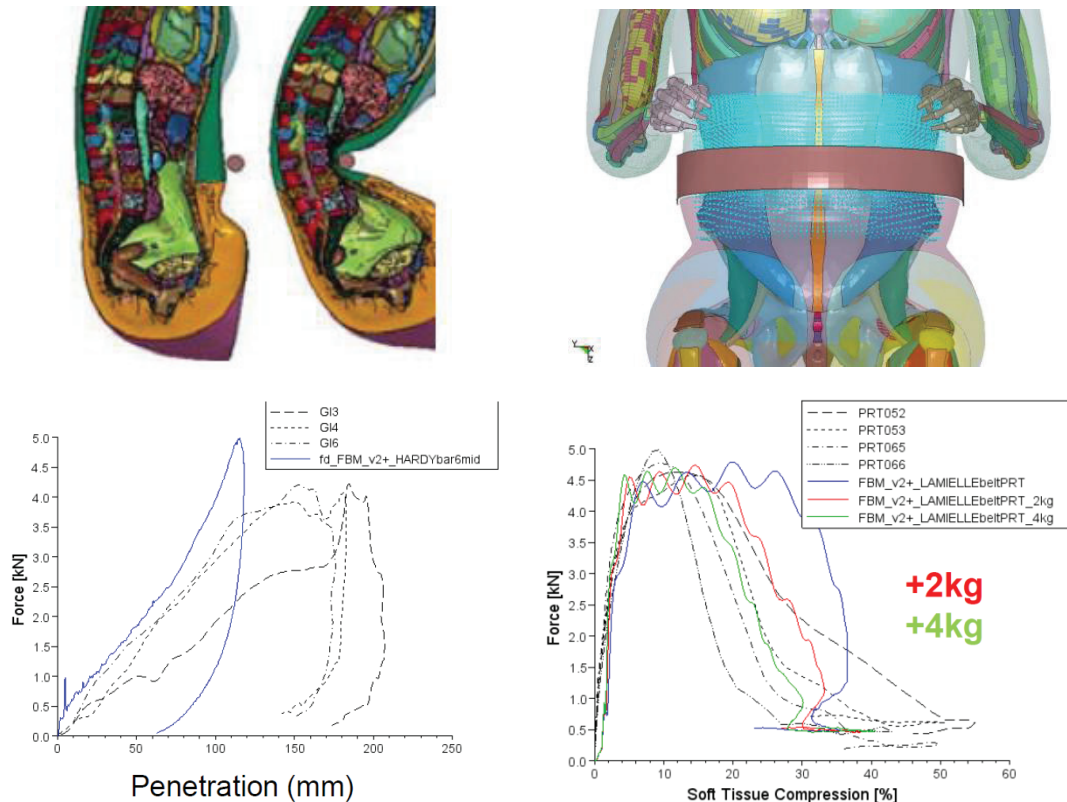 GI3
GI4
GI6
fd_FBM_v2+_HARDYbar6mid
5.0
4.5
4.0
3.5
3.0
2.5
2.0
1.5
1.0
0.5
0.0
Force [kN]
0
50
100
150
200
250
Penetration (mm)
Y
X
Z
PRT052
PRT053
PRT065
PRT066
FBM_v2+_LAMIELLEbeltPRT
FBM_v2+_LAMIELLEbeltPRT_2kg
FBM_v2+_LAMIELLEbeltPRT_4kg
+2kg
+4kg
5.0
4.5
4.0
3.5
3.0
2.5
2.0
1.5
1.0
0.5
0.0
Force [kN]
0
10
20
30
40
50
60
Soft Tissue Compression [%]